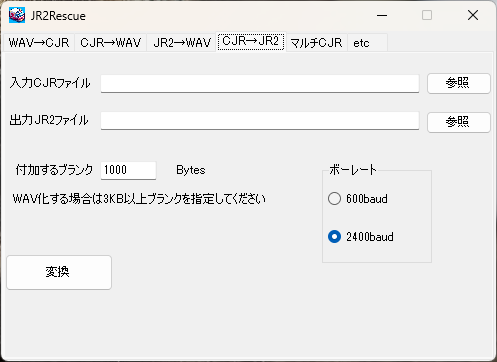 JR2Rescue
WAV→CJR CJR→WAV JR2→WAV CJR→JR2 マルチCJR etc
入力CJRファイル 参照
出力JR2ファイル 参照
付加するブランク 1000 Bytes
ボーレート
WAV化する場合は3KB以上ブランクを指定してください
600baud
2400baud
変換